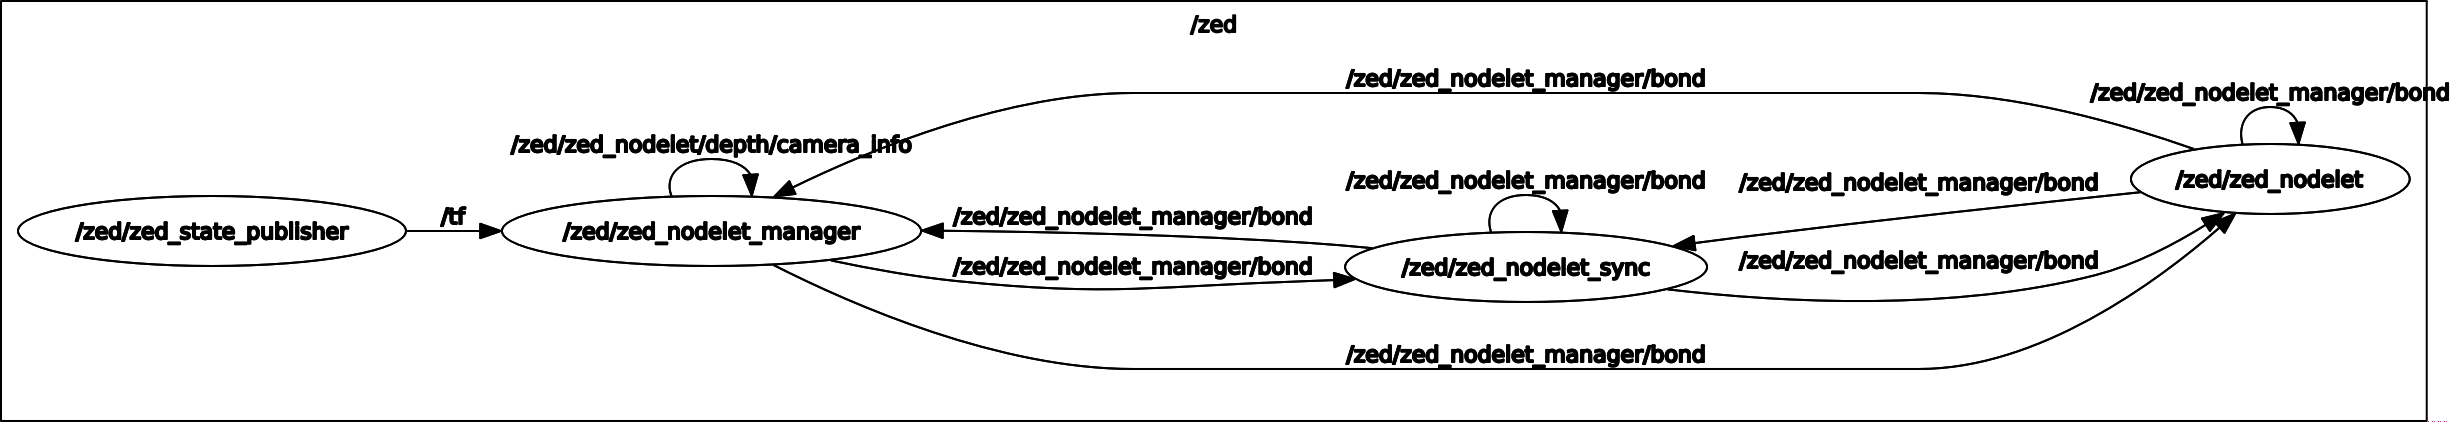 /zed
/zed/zed_nodelet_manager/bond
/zed/zed_nodelet_manager/bond
/zed/zed_nodelet/depth/camera_info
/zed/zed_nodelet_manager/bond
/zed/zed_nodelet_manager/bond
/zed/zed_nodelet
/tf
/zed/zed_nodelet_manager/bond
/zed/zed_state_publisher
/zed/zed_nodelet_manager
/zed/zed_nodelet_manager/bond
/zed/zed_nodelet_sync
/zed/zed_nodelet_manager/bond
/zed/zed_nodelet_manager/bond